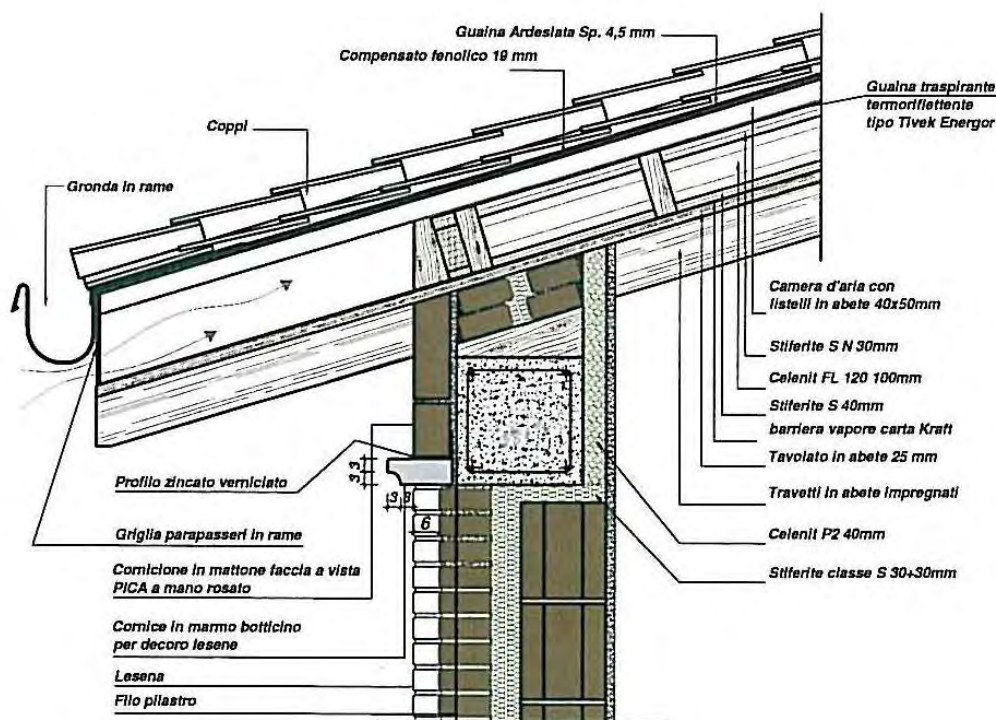 Guaina Ardesiata Sp. 4,5 mm
Compensato fenolico 19 mm
Guaina traspirante
termoriflettente
tipo Tivek Energor
Coppi
Gronda in rame
Camera d'aria con
listelli in abete 40x50mm
Stiferite S N 30mm
Celenit FL 120 100mm
Stiferite S 40mm
barriera vapore carta Kraft
Tavolato in abete 25 mm
Travetti in abete impregnati
Celenit P2 40mm
Stiferite classe S 30+30mm
Profilo zincato verniciato
3
3
3
3
6
Griglia parapasseri in rame
Cornicione in mattone faccia a vista
PICA a mano rosato
Cornice in marmo botticino
per decoro lesene
Lesena
Filo pilastro